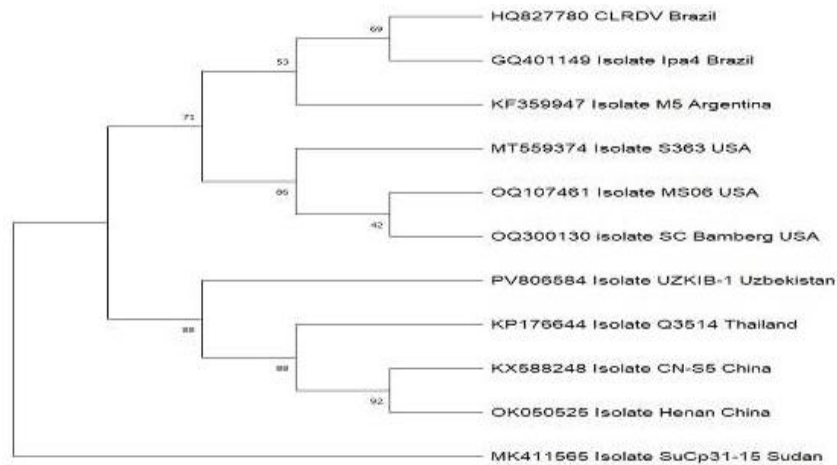 69
HQ827780 CLRDV Brazil
53
GQ401149 Isolate Ipa4 Brazil
71
KF359947 Isolate M5 Argentina
MT559374 Isolate S363 USA
OQ107461 Isolate MS06 USA
42
OQ300130 isolate SC Bamberg USA
PV806584 Isolate UZKIB-1 Uzbekistan
88
KP176644 Isolate Q3514 Thailand
KX588248 Isolate CN-S5 China
92
OK050525 Isolate Henan China
MK411565 Isolate SuCp31-15 Sudan